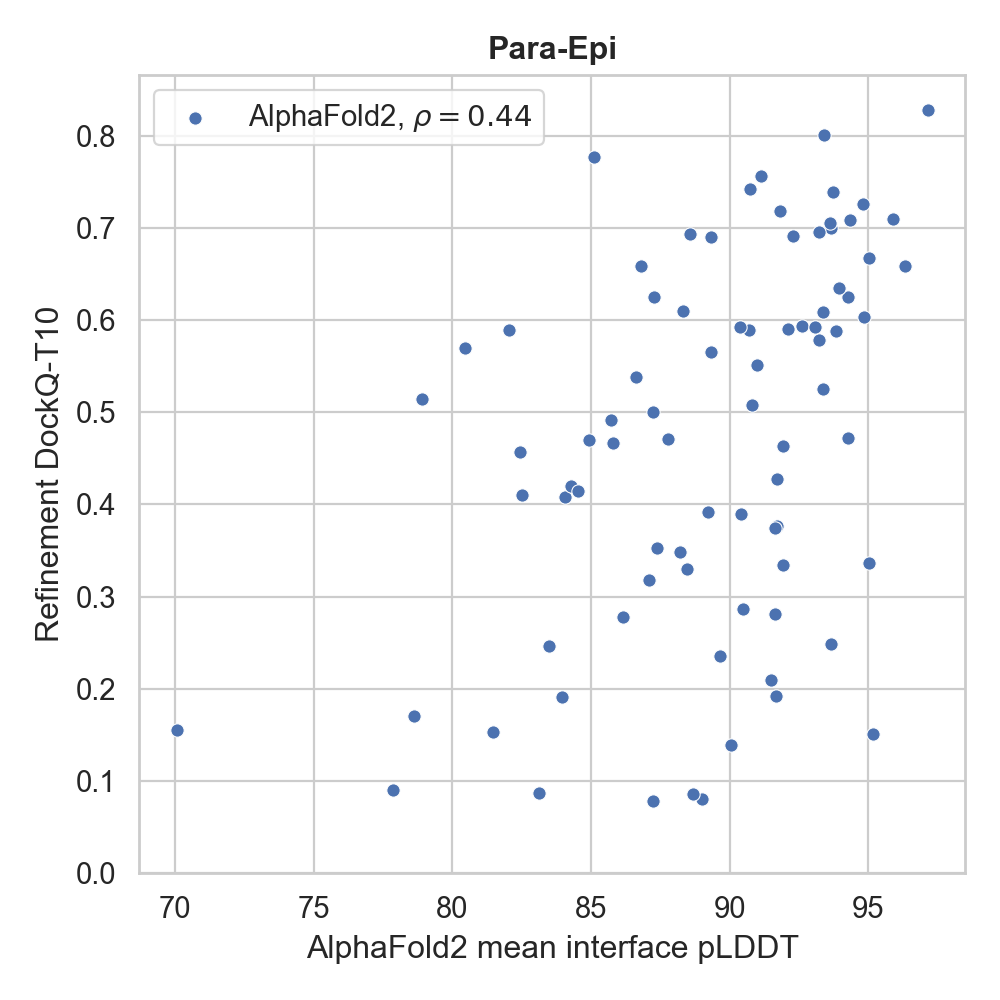 Para-Epi
AlphaFold2, ρ = 0.44
Refinement DockQ-T10
0.8
0.7
0.6
0.5
0.4
0.3
0.2
0.1
0.0
70 75 80 85 90 95
AlphaFold2 mean interface pLDDT